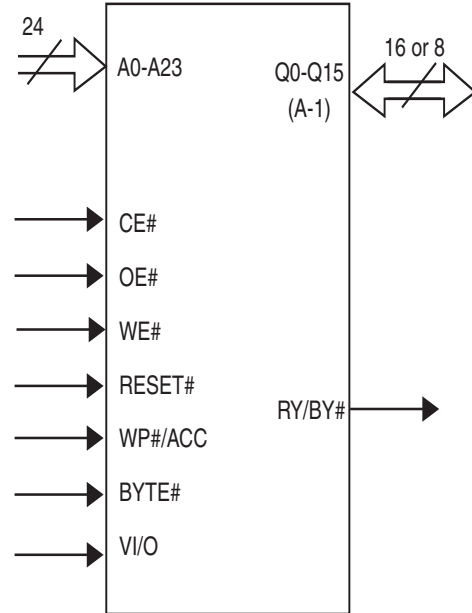 24
A0-A23
Q0-Q15
(A-1)
16 or 8
CE#
OE#
WE#
RESET#
RY/BY#
WP#/ACC
BYTE#
VI/O